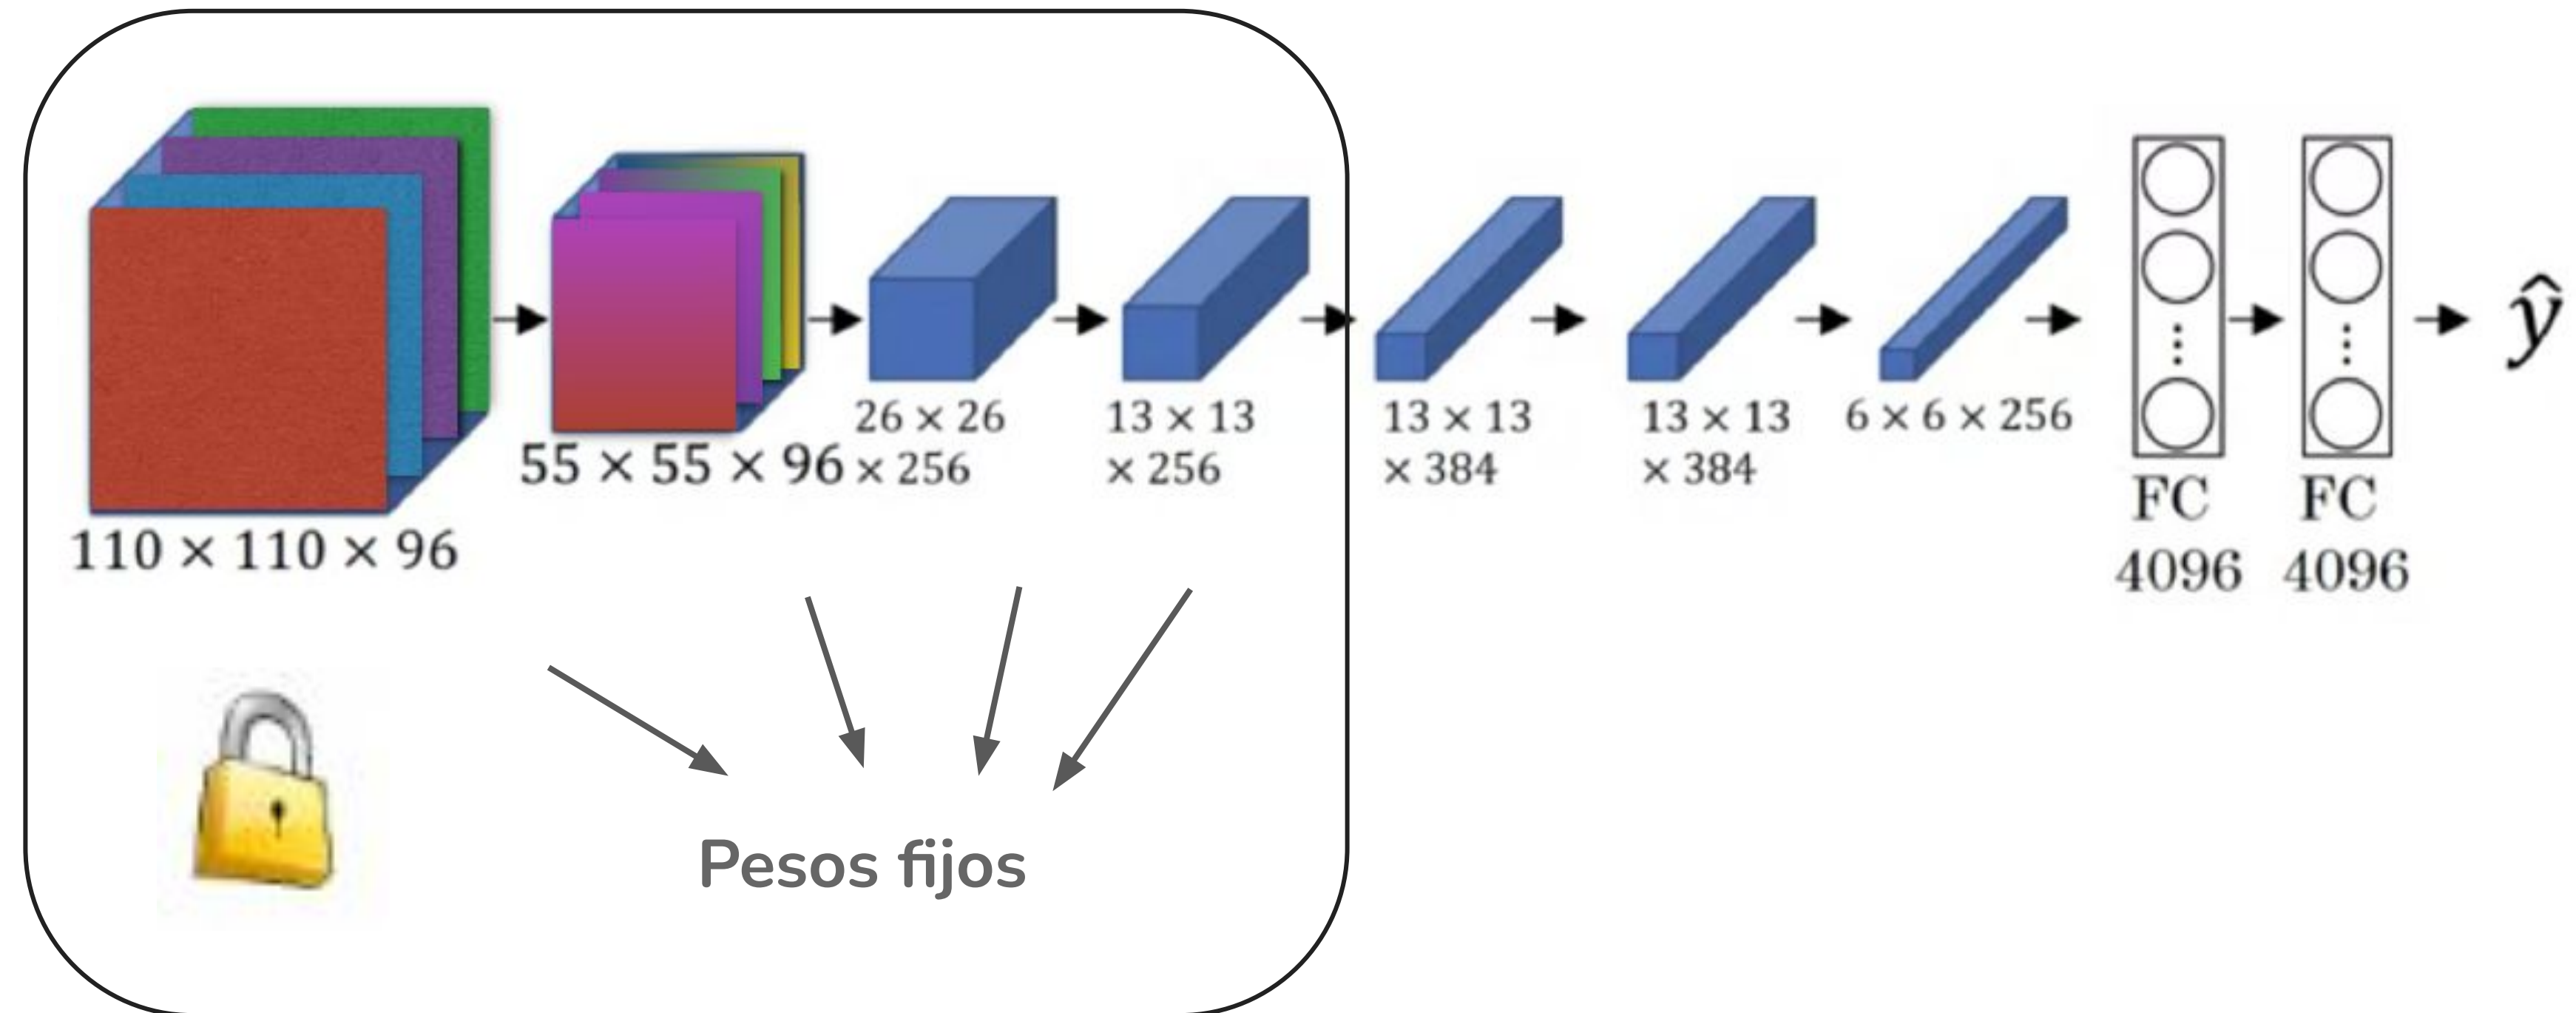 110 × 110 × 96
55 × 55 × 96
26 × 26
× 256
13 × 13
× 256
13 × 13
× 384
13 × 13
× 384
6 × 6 × 256
FC
4096
FC
4096
ŷ
Pesos fijos